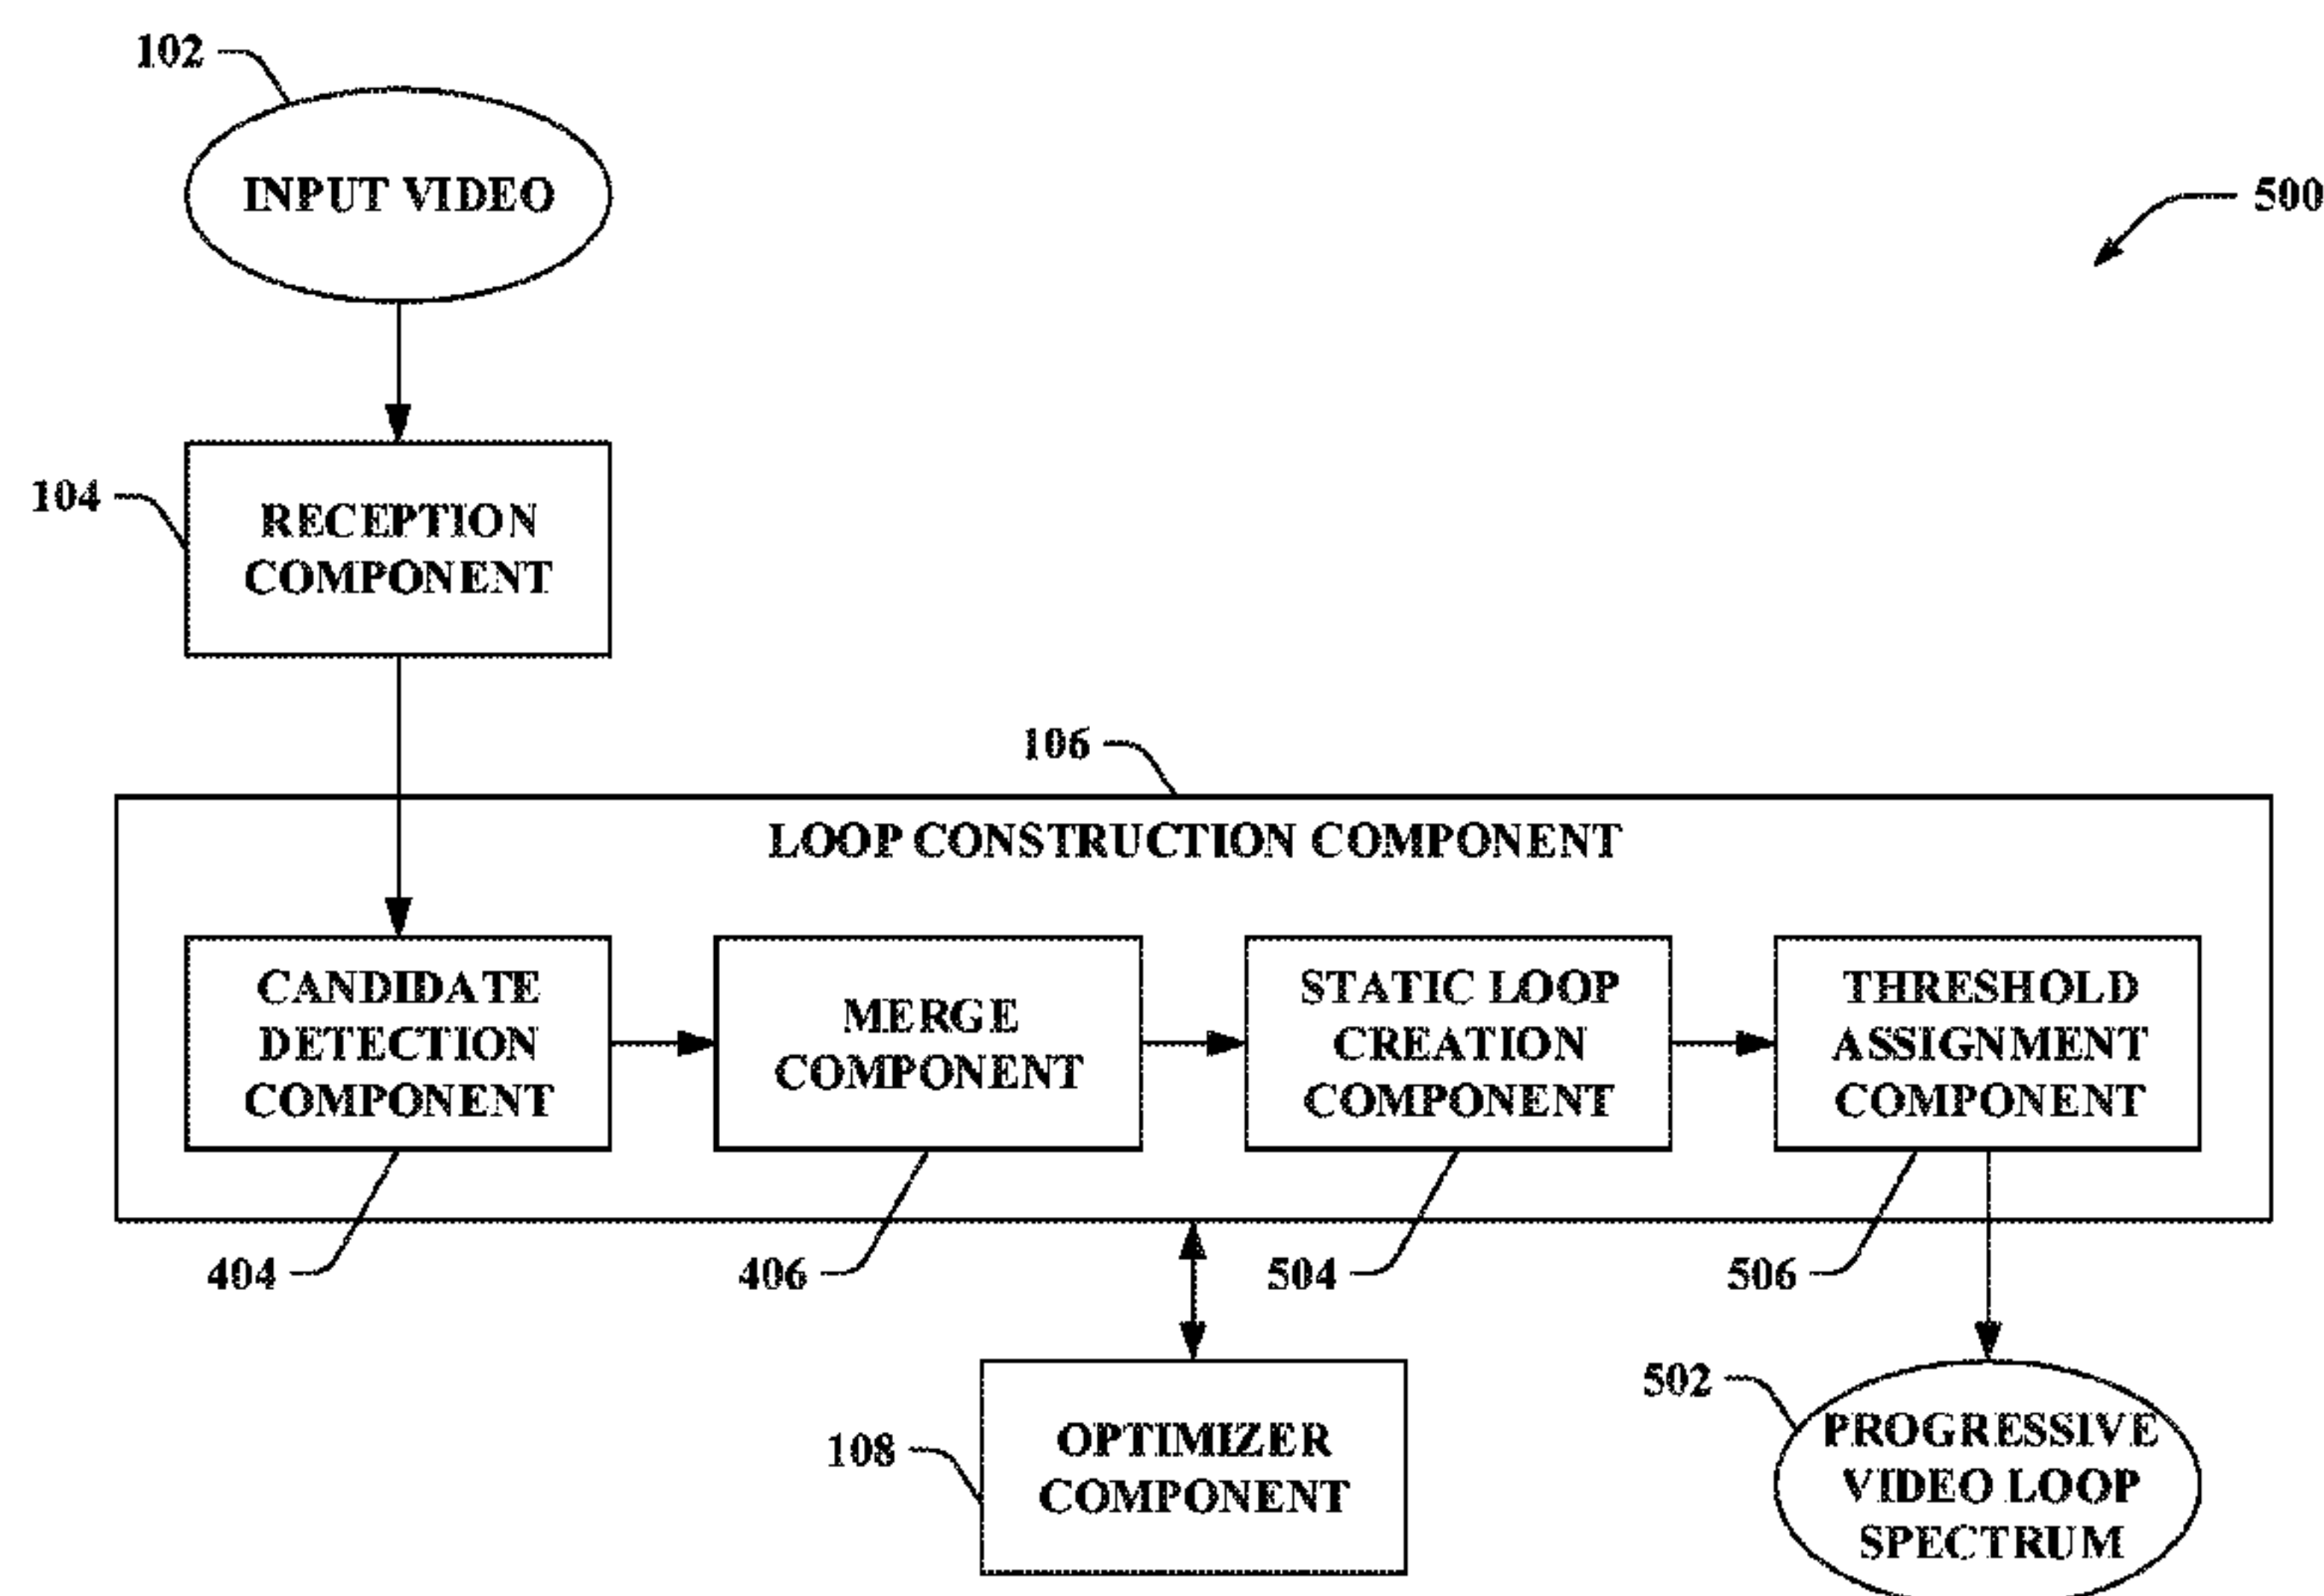 102
INPUT VIDEO
500
104
RECEPTION
COMPONENT
106
LOOP CONSTRUCTION COMPONENT
CANDIDATE
DETECTION
COMPONENT
MERGE
COMPONENT
STATIC LOOP
CREATION
COMPONENT
THRESHOLD
ASSIGNMENT
COMPONENT
404
406
504
506
108
OPTIMIZER
COMPONENT
502
PROGRESSIVE
VIDEO LOOP
SPECTRUM